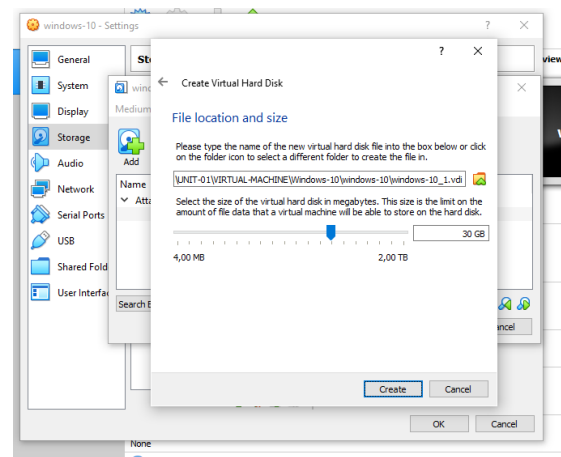 windows-10 - Settings
?
General
System
Display
Storage
Audio
Network
Serial Ports
USB
Shared Fold
User Interfa
Sto
wind
Medium
Add
Name
Atta
Search
?
Create Virtual Hard Disk
File location and size
Please type the name of the new virtual hard disk file into the box below or click
on the folder icon to select a different folder to create the file in.
\UNIT-01\VIRTUAL-MACHINE\Windows-10\windows-10\windows-10_1.vdi
Select the size of the virtual hard disk in megabytes. This size is the limit on the
amount of file data that a virtual machine will be able to store on the hard disk.
30 GB
4,00 MB 2,00 TB
Create Cancel
ancel
OK Cancel
None
view